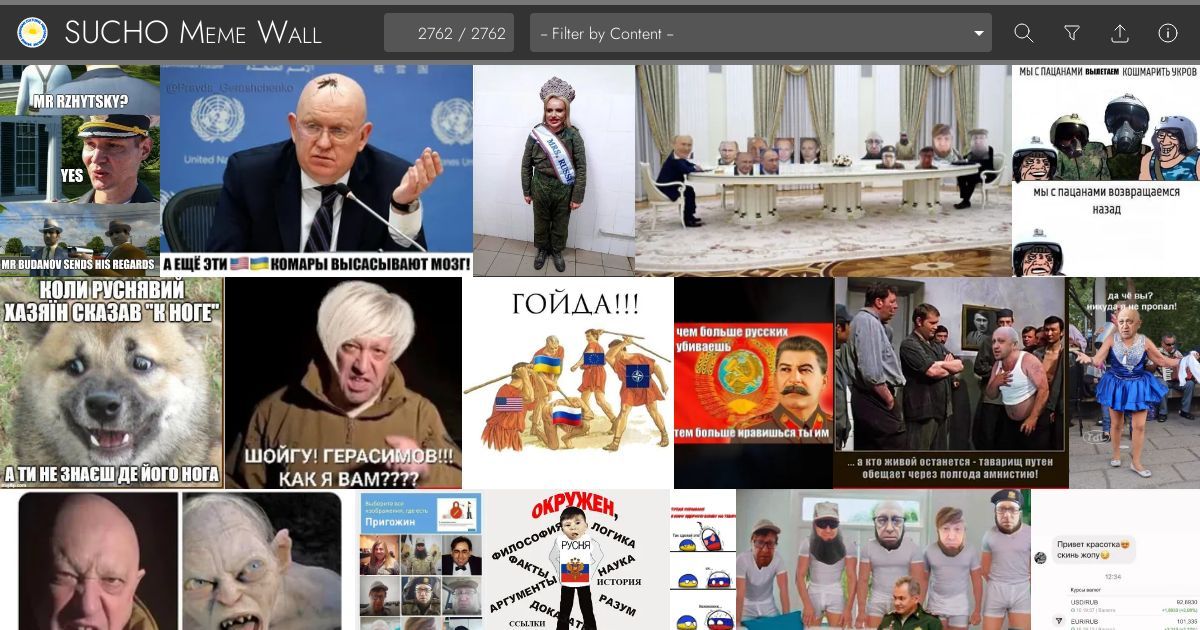 SUCHO Meme Wall
2762 / 2762
– Filter by Content –
MR RZHYTSKY?
YES
MR BUDANOV SENDS HIS REGARDS
@Pravda_Gerashchenko
United Na
А ЕЩЁ ЭТИ КОМАРЫ ВЫСАСЫВАЮТ МОЗГ!
MRS. RUSSIA
МЫ С ПАЦАНАМИ ВЫЛЕТАЕМ КОШМАРИТЬ УКРОВ
МЫ С ПАЦАНАМИ ВОЗВРАЩАЕМСЯ
НАЗАД
КОЛИ РУСНЯВИЙ
ХАЗЯЇН СКАЗАВ "К НОГЕ"
А ТИ НЕ ЗНАЄШ ДЕ ЙОГО НОГА
ШОЙГУ! ГЕРАСИМОВ!!!
КАК Я ВАМ????
ГОЙДА!!!
чем больше русских
убиваешь
тем больше нравишься ты им
... а кто живой останется - таварищ путен
обещает через полгода амнистию!
да чё вы?
никуда я не пропал!
Выберите все
изображения, где есть
Пригожин
ОКРУЖЕН,
ФИЛОСОФИЯ
ЛОГИКА
РУСНЯ
ФАКТЫ
НАУКА
ИСТОРИЯ
АРГУМЕНТЫ
РАЗУМ
ССЫЛКИ
Привет красотка😍
скинь жопу😏
12:34
Курсы валют
USD/RUB
92,6830
EUR/RUB
101,335